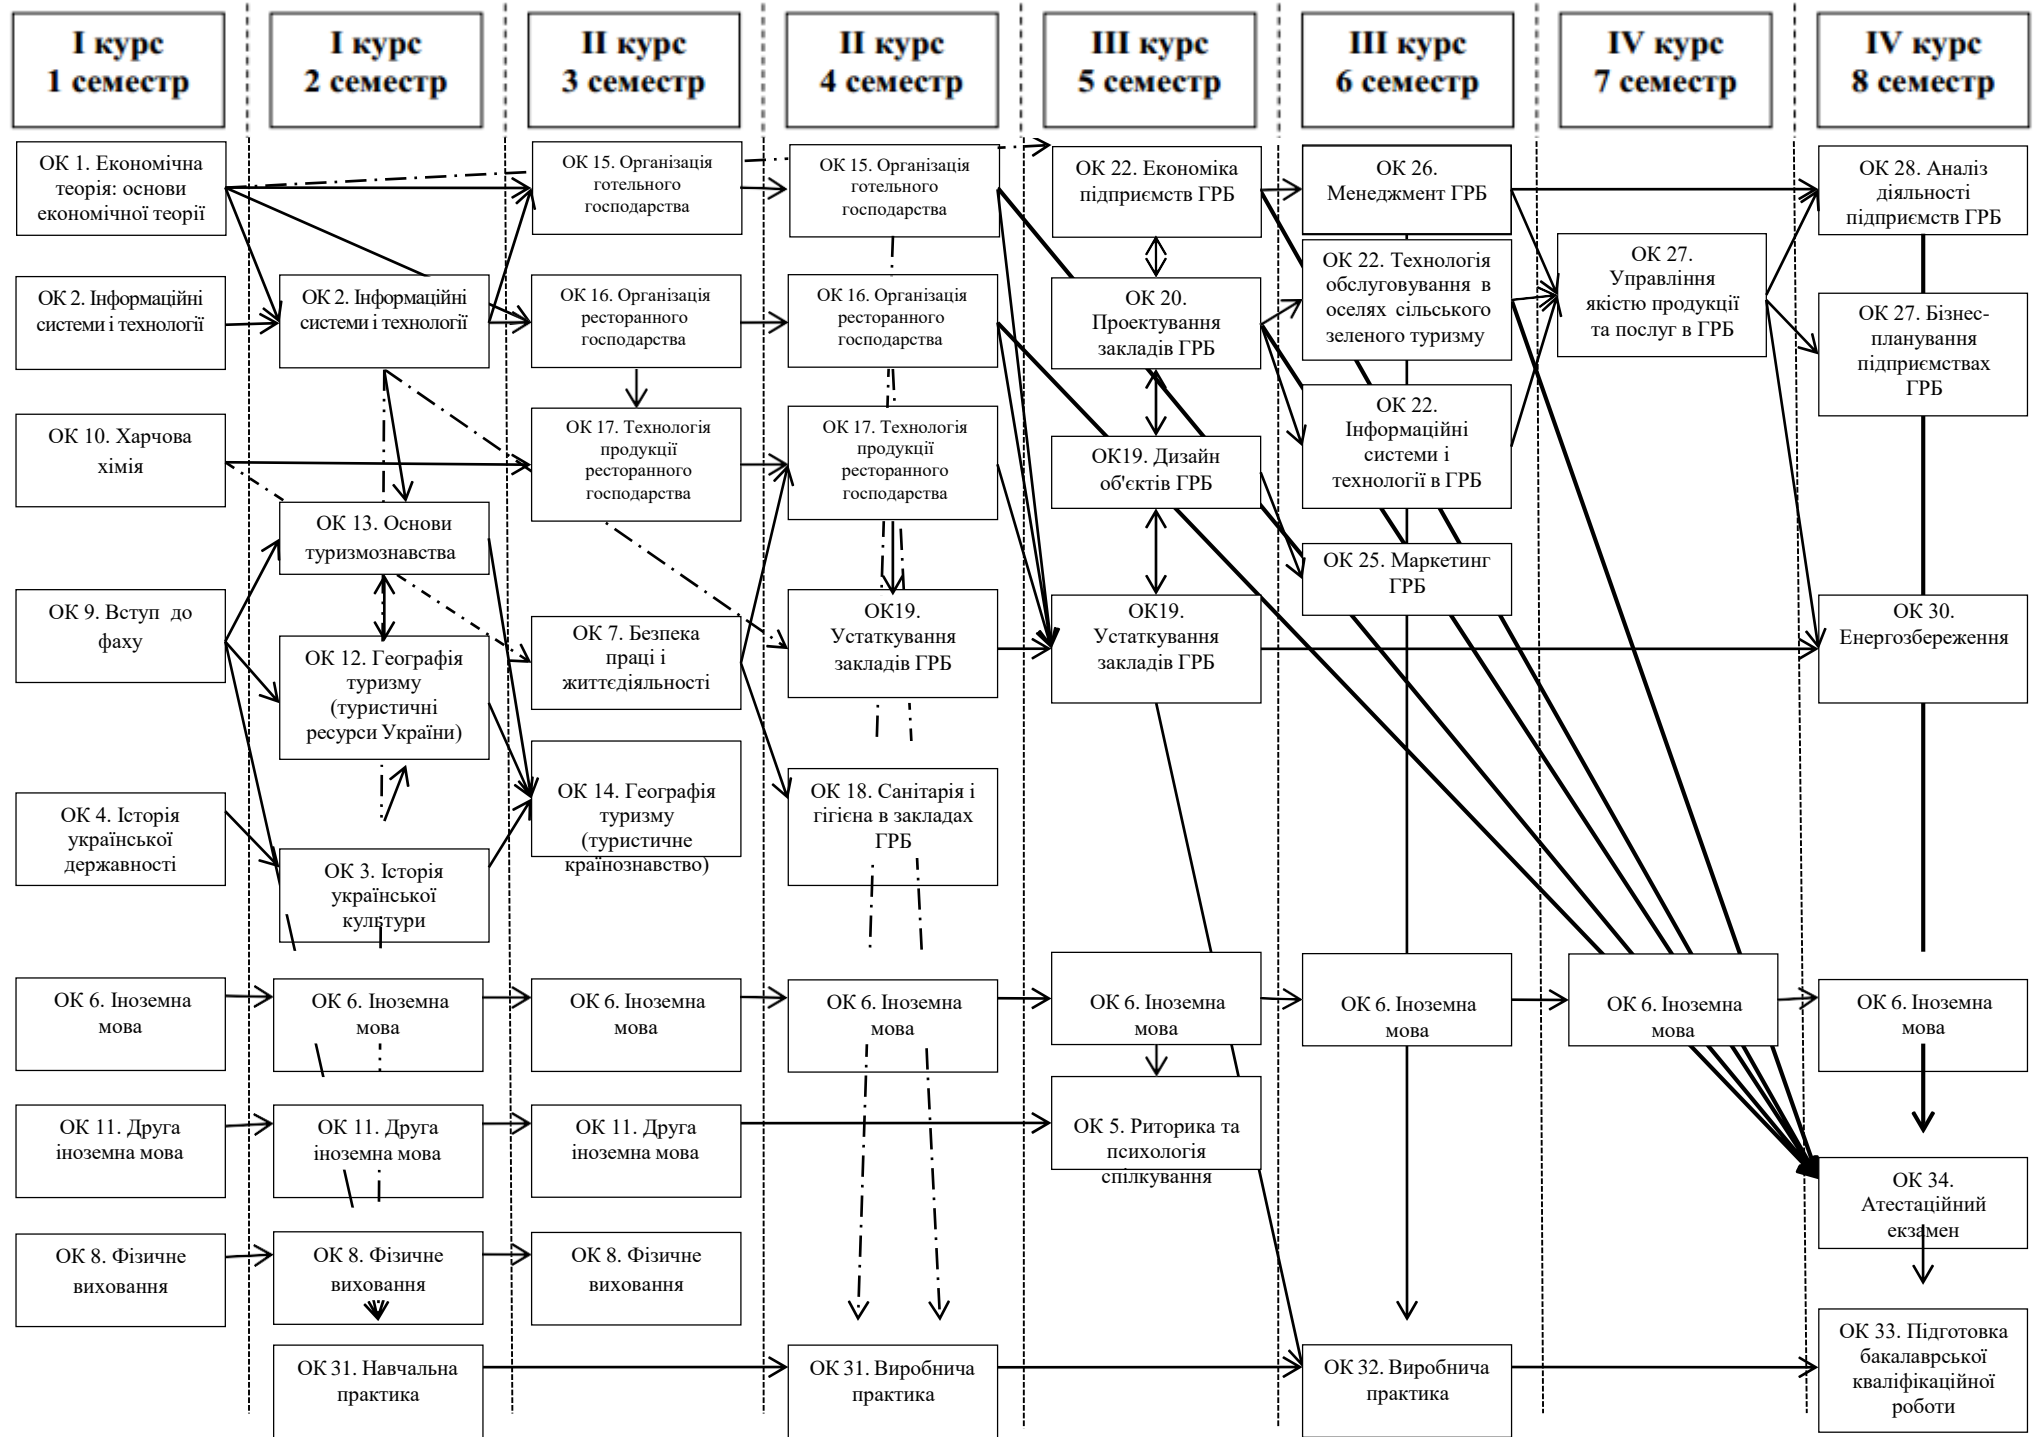 I курс
1 семестр
I курс
2 семестр
II курс
3 семестр
II курс
4 семестр
III курс
5 семестр
III курс
6 семестр
IV курс
7 семестр
IV курс
8 семестр
ОК 1. Економічна
теорія: основи
економічної теорії
ОК 2. Інформаційні
системи і технології
ОК 10. Харчова
хімія
ОК 9. Вступ до
фаху
ОК 4. Історія
української
державності
ОК 6. Іноземна
мова
ОК 11. Друга
іноземна мова
ОК 8. Фізичне
виховання
ОК 2. Інформаційні
системи і технології
ОК 13. Основи
туризмознавства
ОК 12. Географія
туризму
(туристичні
ресурси України)
ОК 3. Історія
української
культури
ОК 6. Іноземна
мова
ОК 11. Друга
іноземна мова
ОК 8. Фізичне
виховання
ОК 31. Навчальна
практика
ОК 15. Організація
готельного
господарства
ОК 16. Організація
ресторанного
господарства
ОК 17. Технологія
продукції
ресторанного
господарства
ОК 7. Безпека
праці і
життєдіяльності
ОК 14. Географія
туризму
(туристичне
країнознавство)
ОК 6. Іноземна
мова
ОК 11. Друга
іноземна мова
ОК 8. Фізичне
виховання
ОК 15. Організація
готельного
господарства
ОК 16. Організація
ресторанного
господарства
ОК 17. Технологія
продукції
ресторанного
господарства
ОК19.
Устаткування
закладів ГРБ
ОК 18. Санітарія і
гігієна в закладах
ГРБ
ОК 6. Іноземна
мова
ОК 31. Виробнича
практика
ОК 22. Економіка
підприємств ГРБ
ОК 20.
Проектування
закладів ГРБ
ОК19. Дизайн
об'єктів ГРБ
ОК19.
Устаткування
закладів ГРБ
ОК 6. Іноземна
мова
ОК 5. Риторика та
психологія
спілкування
ОК 26.
Менеджмент ГРБ
ОК 22. Технологія
обслуговування в
оселях сільського
зеленого туризму
ОК 22.
Інформаційні
системи і
технології в ГРБ
ОК 25. Маркетинг
ГРБ
ОК 6. Іноземна
мова
ОК 32. Виробнича
практика
ОК 27.
Управління
якістю продукції
та послуг в ГРБ
ОК 6. Іноземна
мова
ОК 28. Аналіз
діяльності
підприємств ГРБ
ОК 27. Бізнес-
планування
підприємствах
ГРБ
ОК 30.
Енергозбереження
ОК 6. Іноземна
мова
ОК 34.
Атестаційний
екзамен
ОК 33. Підготовка
бакалаврської
кваліфікаційної
роботи